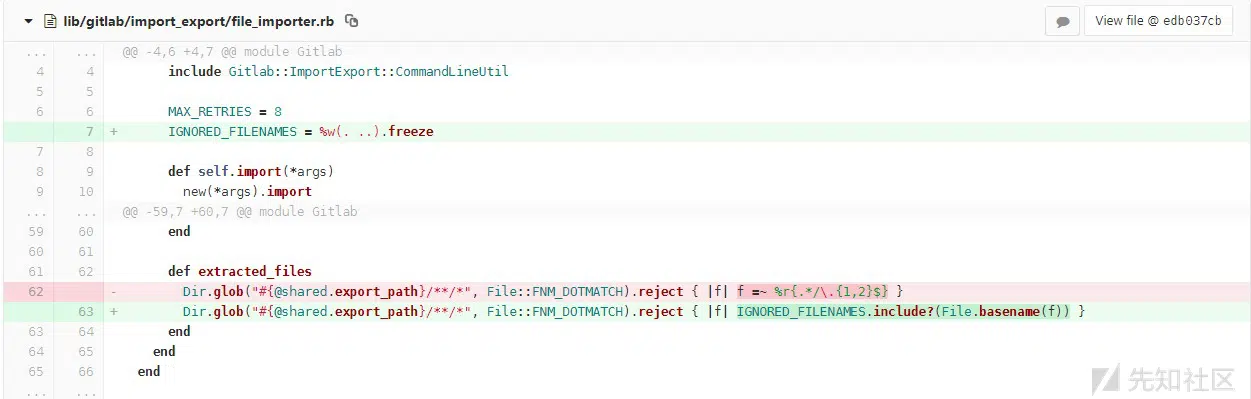 lib/gitlab/import_export/file_importer.rb View file @ edb037cb
... ... @@ -4,6 +4,7 @@ module Gitlab
4 4 include Gitlab::ImportExport::CommandLineUtil
5 5
6 6 MAX_RETRIES = 8
7 + IGNORED_FILENAMES = %w(. ..).freeze
7 8
8 9 def self.import(*args)
9 10 new(*args).import
... ... @@ -59,7 +60,7 @@ module Gitlab
59 60 end
60 61
61 62 def extracted_files
62 - Dir.glob("#{@shared.export_path}/**/*", File::FNM_DOTMATCH).reject { |f| f =~ %r{.*/\.{1,2}$} }
63 + Dir.glob("#{@shared.export_path}/**/*", File::FNM_DOTMATCH).reject { |f| IGNORED_FILENAMES.include?(File.basename(f)) }
63 64 end
64 65 end
65 66 end
... ...
先知社区